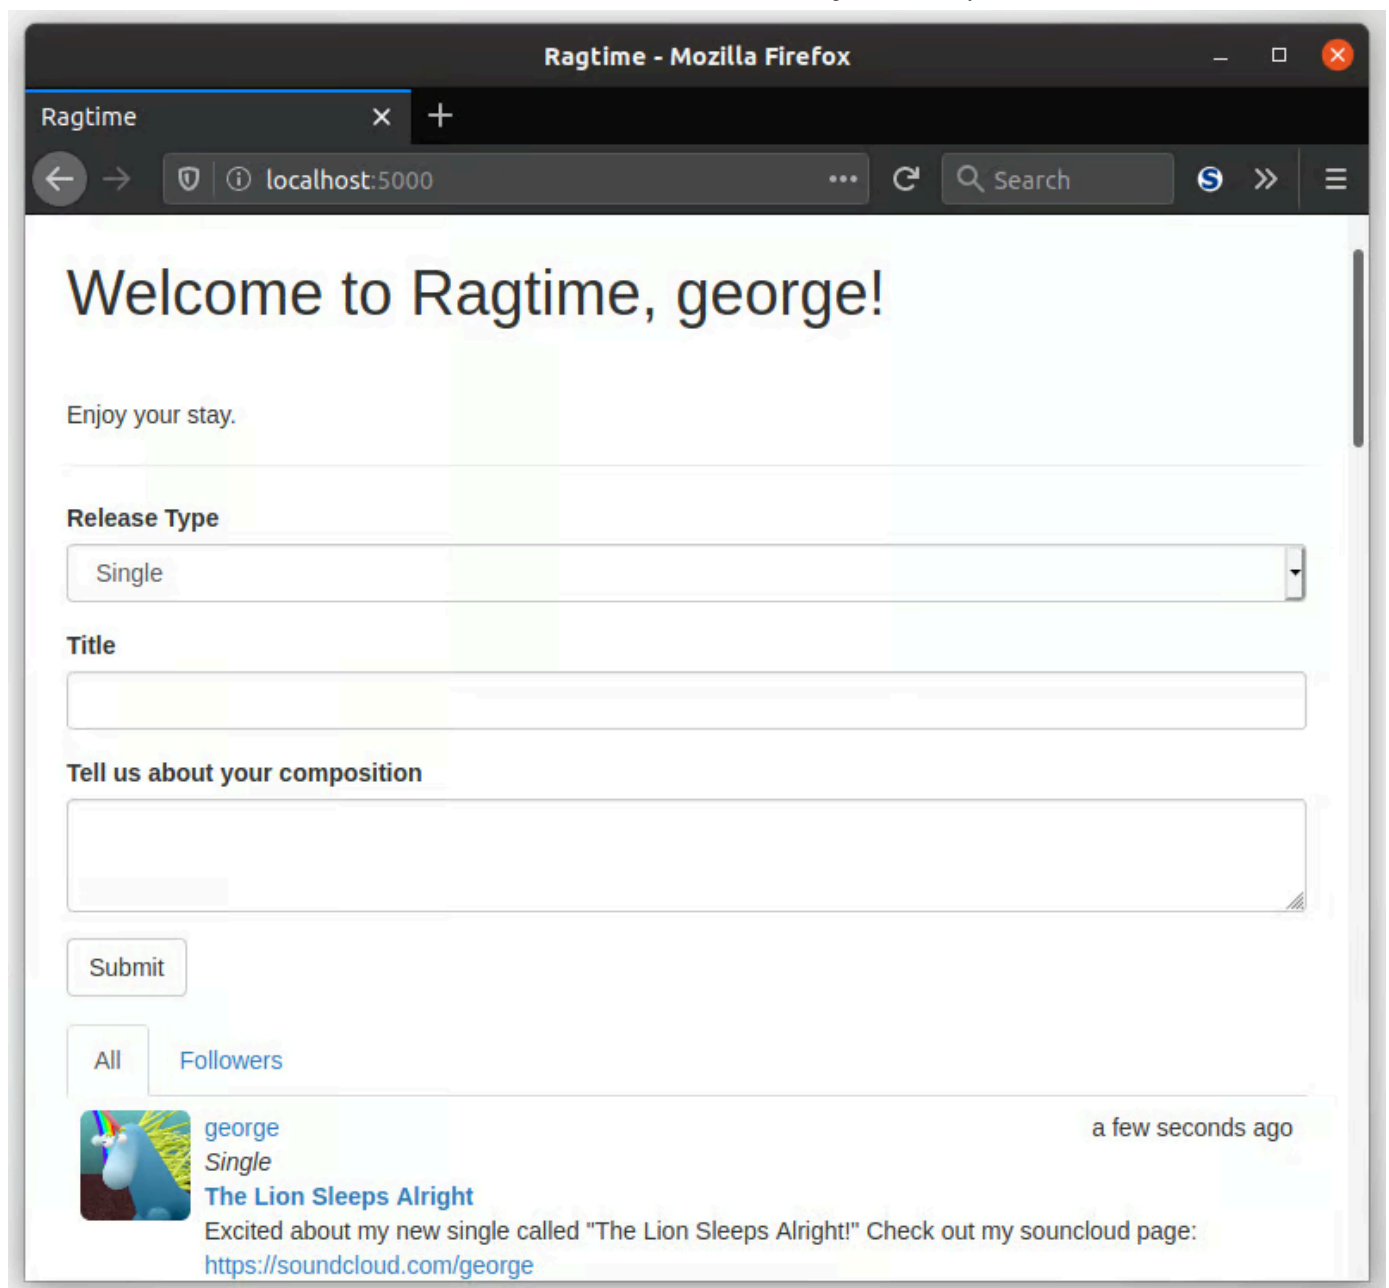 Ragtime - Mozilla Firefox
Ragtime
localhost:5000
Search
Welcome to Ragtime, george!
Enjoy your stay.
Release Type
Single
Title
Tell us about your composition
Submit
All Followers
george a few seconds ago
Single
The Lion Sleeps Alright
Excited about my new single called "The Lion Sleeps Alright!" Check out my souncloud page:
https://soundcloud.com/george